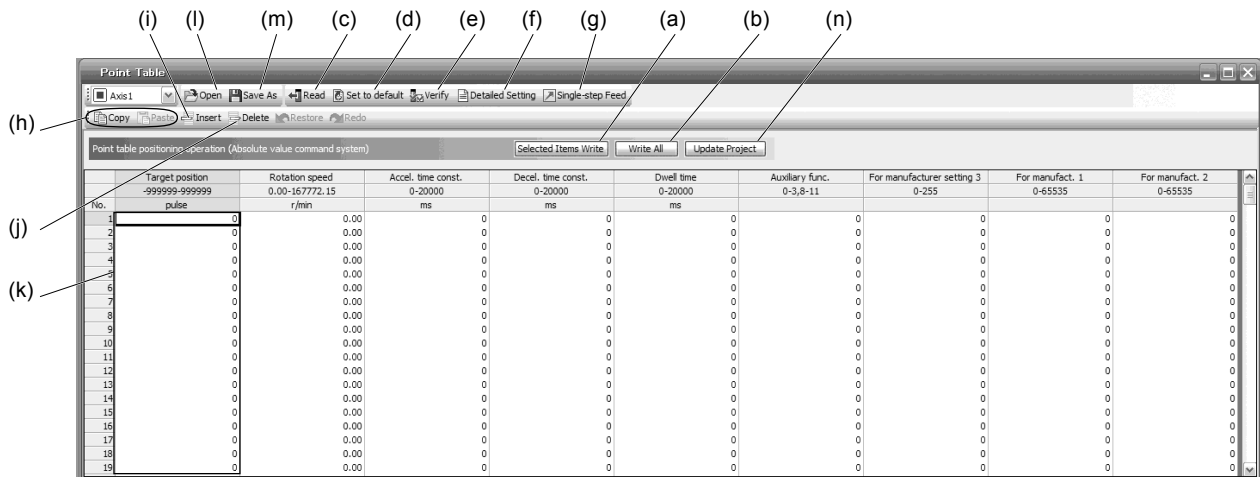 (i) (l) (m) (c) (d) (e) (f) (g) (a) (b) (n)
Point Table
Axis1 Open Save As Read Set to default Verify Detailed Setting Single-step Feed
(h) Copy Paste Insert Delete Restore Redo
Point table positioning operation (Absolute value command system) Selected Items Write Write All Update Project
Target position Rotation speed Accel. time const. Decel. time const. Dwell time Auxiliary func. For manufacturer setting 3 For manufact. 1 For manufact. 2
-999999-999999 0.00-167772.15 0-20000 0-20000 0-20000 0-3,8-11 0-255 0-65535 0-65535
No. pulse r/min ms ms ms
1 0 0.00 0 0 0 0 0 0 0
(j)
2 0 0.00 0 0 0 0 0 0 0
3 0 0.00 0 0 0 0 0 0 0
4 0 0.00 0 0 0 0 0 0 0
5 0 0.00 0 0 0 0 0 0 0
(k)
6 0 0.00 0 0 0 0 0 0 0
7 0 0.00 0 0 0 0 0 0 0
8 0 0.00 0 0 0 0 0 0 0
9 0 0.00 0 0 0 0 0 0 0
10 0 0.00 0 0 0 0 0 0 0
11 0 0.00 0 0 0 0 0 0 0
12 0 0.00 0 0 0 0 0 0 0
13 0 0.00 0 0 0 0 0 0 0
14 0 0.00 0 0 0 0 0 0 0
15 0 0.00 0 0 0 0 0 0 0
16 0 0.00 0 0 0 0 0 0 0
17 0 0.00 0 0 0 0 0 0 0
18 0 0.00 0 0 0 0 0 0 0
19 0 0.00 0 0 0 0 0 0 0